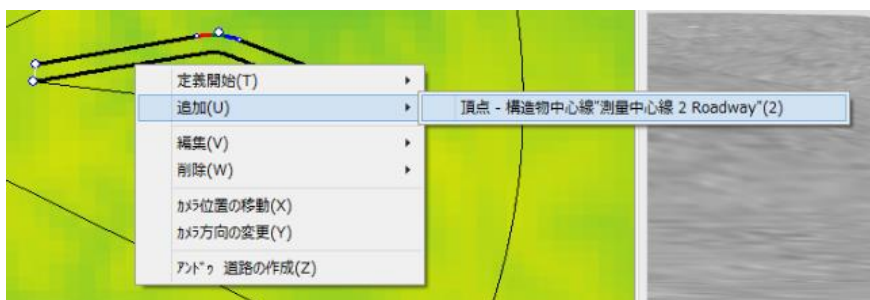 定義開始(T)
追加(U)
頂点 - 構造物中心線"測量中心線 2 Roadway"(2)
編集(V)
削除(W)
ｶﾒﾗ位置の移動(X)
ｶﾒﾗ方向の変更(Y)
ｱﾝﾄﾞｩ 道路の作成(Z)